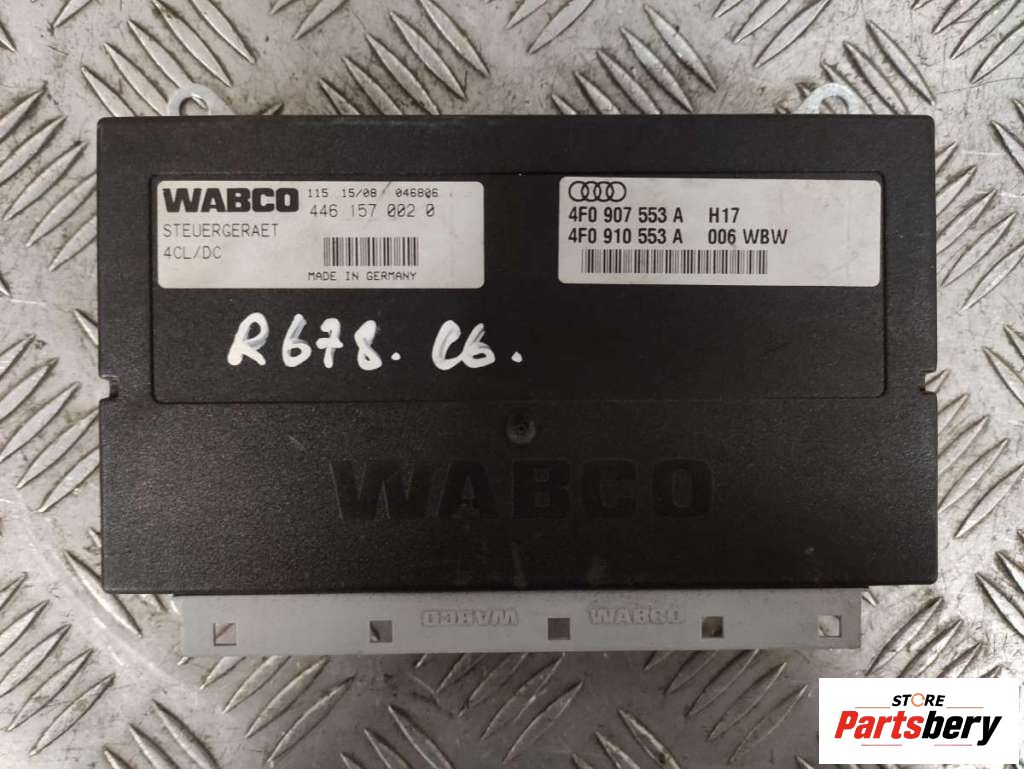 WABCO 115 15/08 046806
446 157 002 0
STEUERGERAET
4CL/DC
MADE IN GERMANY
4F0 907 553 A H17
4F0 910 553 A 006 WBW
R678. C6.
WABCO
WABCO WABCO
STORE
Partsbery